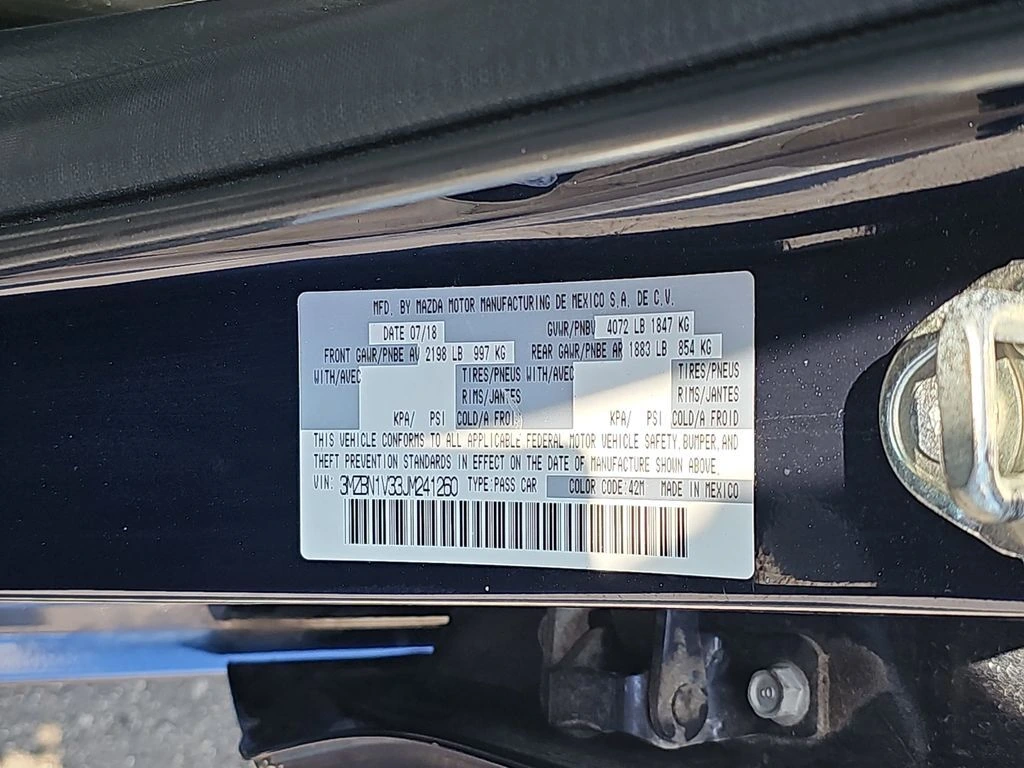 MFD. BY MAZDA MOTOR MANUFACTURING DE MEXICO S.A. DE C.V.
DATE 07/18 GVWR/PNBV 4072 LB 1847 KG
FRONT GAWR/PNBE AV 2198 LB 997 KG REAR GAWR/PNBE AR 1883 LB 854 KG
WITH/AVEC TIRES/PNEUS WITH/AVEC TIRES/PNEUS
RIMS/JANTES RIMS/JANTES
KPA/ PSI COLD/A FROID KPA/ PSI COLD/A FROID
THIS VEHICLE CONFORMS TO ALL APPLICABLE FEDERAL MOTOR VEHICLE SAFETY, BUMPER, AND
THEFT PREVENTION STANDARDS IN EFFECT ON THE DATE OF MANUFACTURE SHOWN ABOVE.
VIN: 3MZBN1V33JM241260 TYPE:PASS CAR COLOR CODE:42M MADE IN MEXICO